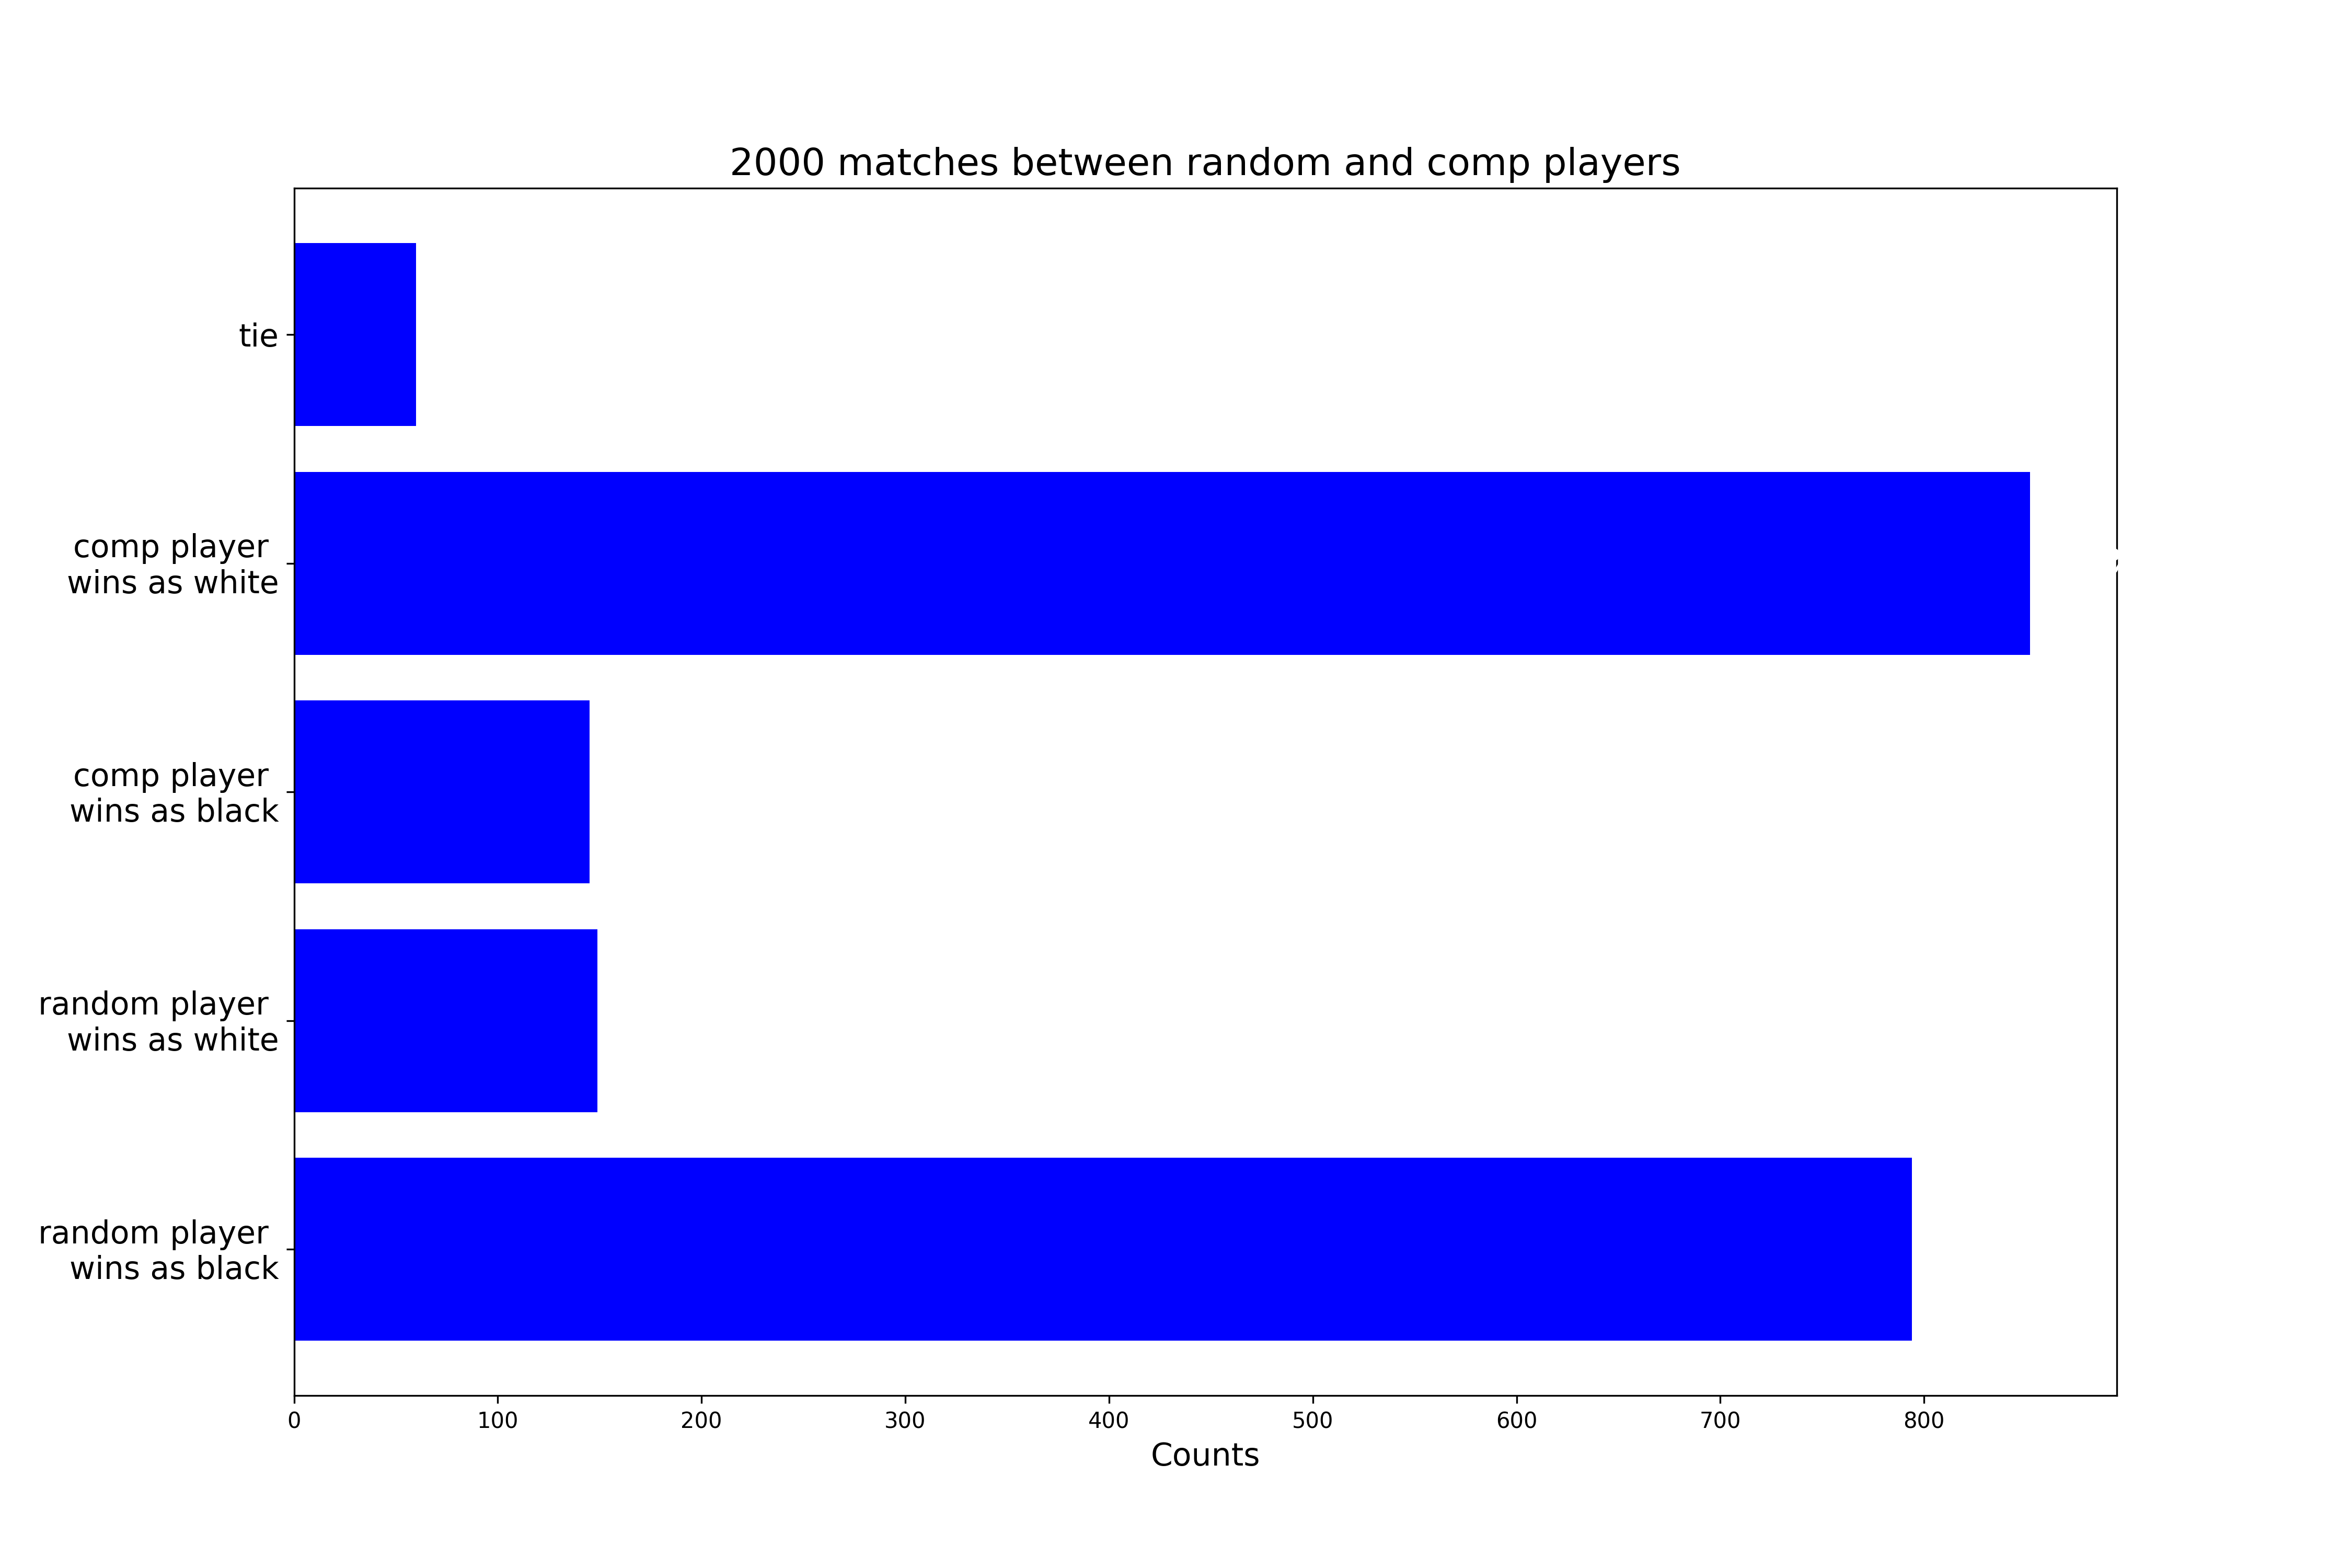 2000 matches between random and comp players
tie
comp player
wins as white
comp player
wins as black
random player
wins as white
random player
wins as black
0 100 200 300 400 500 600 700 800
Counts